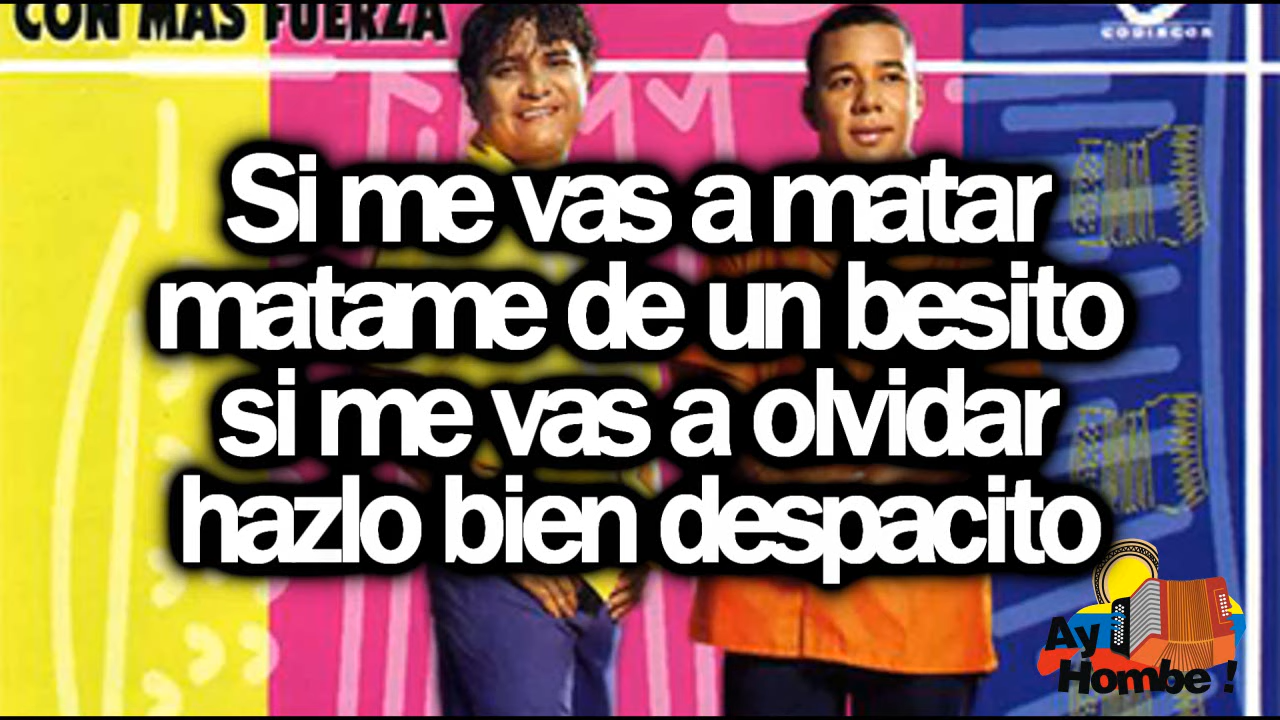 CON MAS FUERZA
CODISCOS
Si me vas a matar
matame de un besito
si me vas a olvidar
hazlo bien despacito
Ay
Hombe !